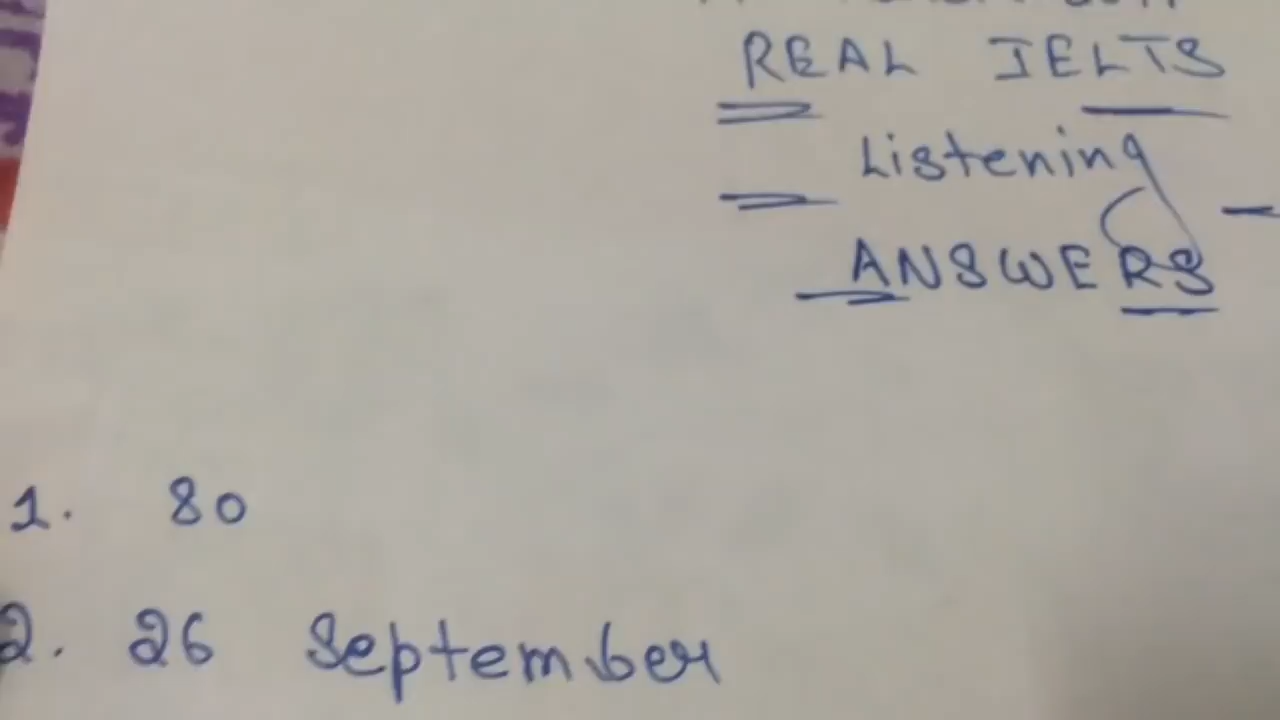 REAL IELTS
Listening
ANSWERS
1. 80
2. 26 September